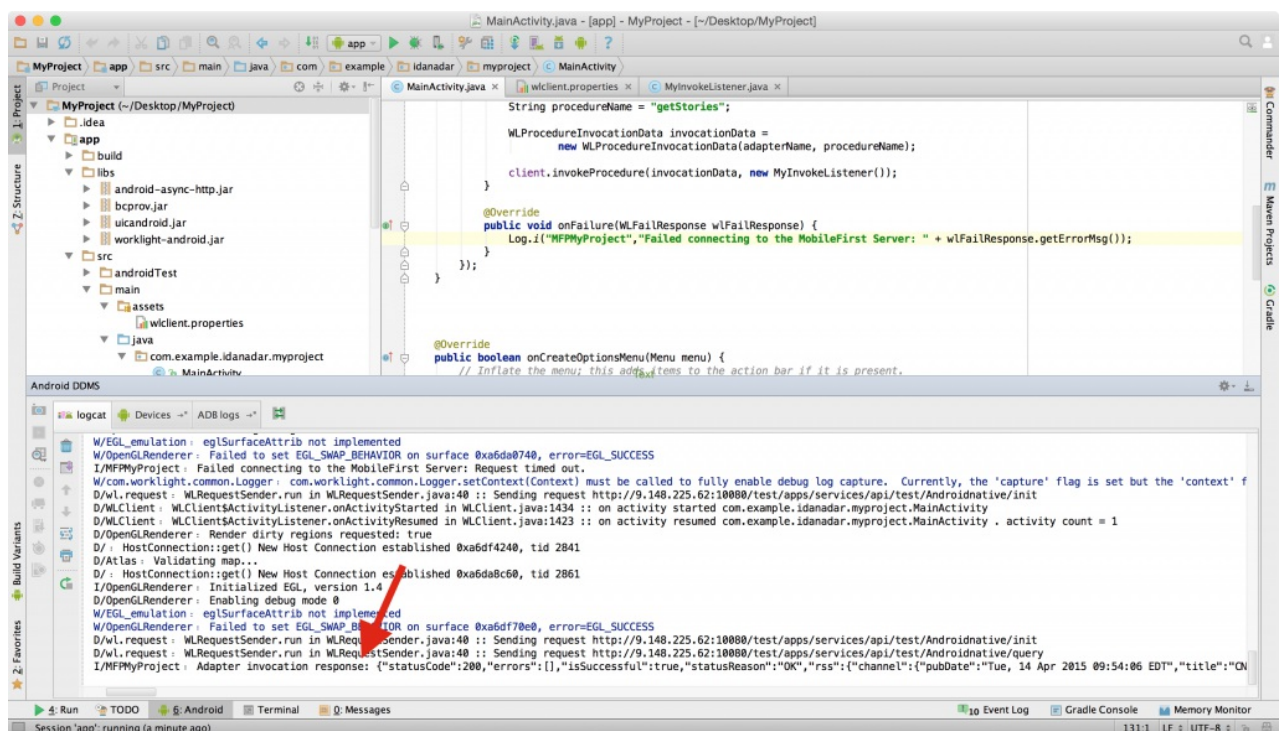 MainActivity.java - [app] - MyProject - [~/Desktop/MyProject]
app
MyProject app src main java com example idanadar myproject MainActivity
Project
MainActivity.java wlclient.properties MyInvokeListener.java
1: Project
Z: Structure
Build Variants
2: Favorites
Commander
Maven Projects
Gradle
MyProject (~/Desktop/MyProject)
.idea
app
build
libs
android-async-http.jar
bcprov.jar
uicandroid.jar
worklight-android.jar
src
androidTest
main
assets
wlclient.properties
java
com.example.idanadar.myproject
MainActivity
String procedureName = "getStories";
WLProcedureInvocationData invocationData =
new WLProcedureInvocationData(adapterName, procedureName);
client.invokeProcedure(invocationData, new MyInvokeListener());
}
@Override
public void onFailure(WLFailResponse wlFailResponse) {
Log.i("MFPMyProject","Failed connecting to the MobileFirst Server: " + wlFailResponse.getErrorMsg());
}
});
}
@Override
public boolean onCreateOptionsMenu(Menu menu) {
// Inflate the menu; this adds items to the action bar if it is present.
Text
Android DDMS
logcat Devices ADB logs
W/EGL_emulation﹕ eglSurfaceAttrib not implemented
W/OpenGLRenderer﹕ Failed to set EGL_SWAP_BEHAVIOR on surface 0xa6da0740, error=EGL_SUCCESS
I/MFPMyProject﹕ Failed connecting to the MobileFirst Server: Request timed out.
W/com.worklight.common.Logger﹕ com.worklight.common.Logger.setContext(Context) must be called to fully enable debug log capture.  Currently, the 'capture' flag is set but the 'context' f
D/wl.request﹕ WLRequestSender.run in WLRequestSender.java:40 :: Sending request http://9.148.225.62:10080/test/apps/services/api/test/Androidnative/init
D/WLClient﹕ WLClient$ActivityListener.onActivityStarted in WLClient.java:1434 :: on activity started com.example.idanadar.myproject.MainActivity
D/WLClient﹕ WLClient$ActivityListener.onActivityResumed in WLClient.java:1423 :: on activity resumed com.example.idanadar.myproject.MainActivity . activity count = 1
D/OpenGLRenderer﹕ Render dirty regions requested: true
D/﹕ HostConnection::get() New Host Connection established 0xa6df4240, tid 2841
D/Atlas﹕ Validating map...
D/﹕ HostConnection::get() New Host Connection established 0xa6da8c60, tid 2861
I/OpenGLRenderer﹕ Initialized EGL, version 1.4
D/OpenGLRenderer﹕ Enabling debug mode 0
W/EGL_emulation﹕ eglSurfaceAttrib not implemented
W/OpenGLRenderer﹕ Failed to set EGL_SWAP_BEHAVIOR on surface 0xa6df70e0, error=EGL_SUCCESS
D/wl.request﹕ WLRequestSender.run in WLRequestSender.java:40 :: Sending request http://9.148.225.62:10080/test/apps/services/api/test/Androidnative/init
D/wl.request﹕ WLRequestSender.run in WLRequestSender.java:40 :: Sending request http://9.148.225.62:10080/test/apps/services/api/test/Androidnative/query
I/MFPMyProject﹕ Adapter invocation response: {"statusCode":200,"errors":[],"isSuccessful":true,"statusReason":"OK","rss":{"channel":{"pubDate":"Tue, 14 Apr 2015 09:54:06 EDT","title":"CN
4: Run TODO 6: Android Terminal 0: Messages 10 Event Log Gradle Console Memory Monitor
Session 'app': running (a minute ago) 131:1 LF UTF-8